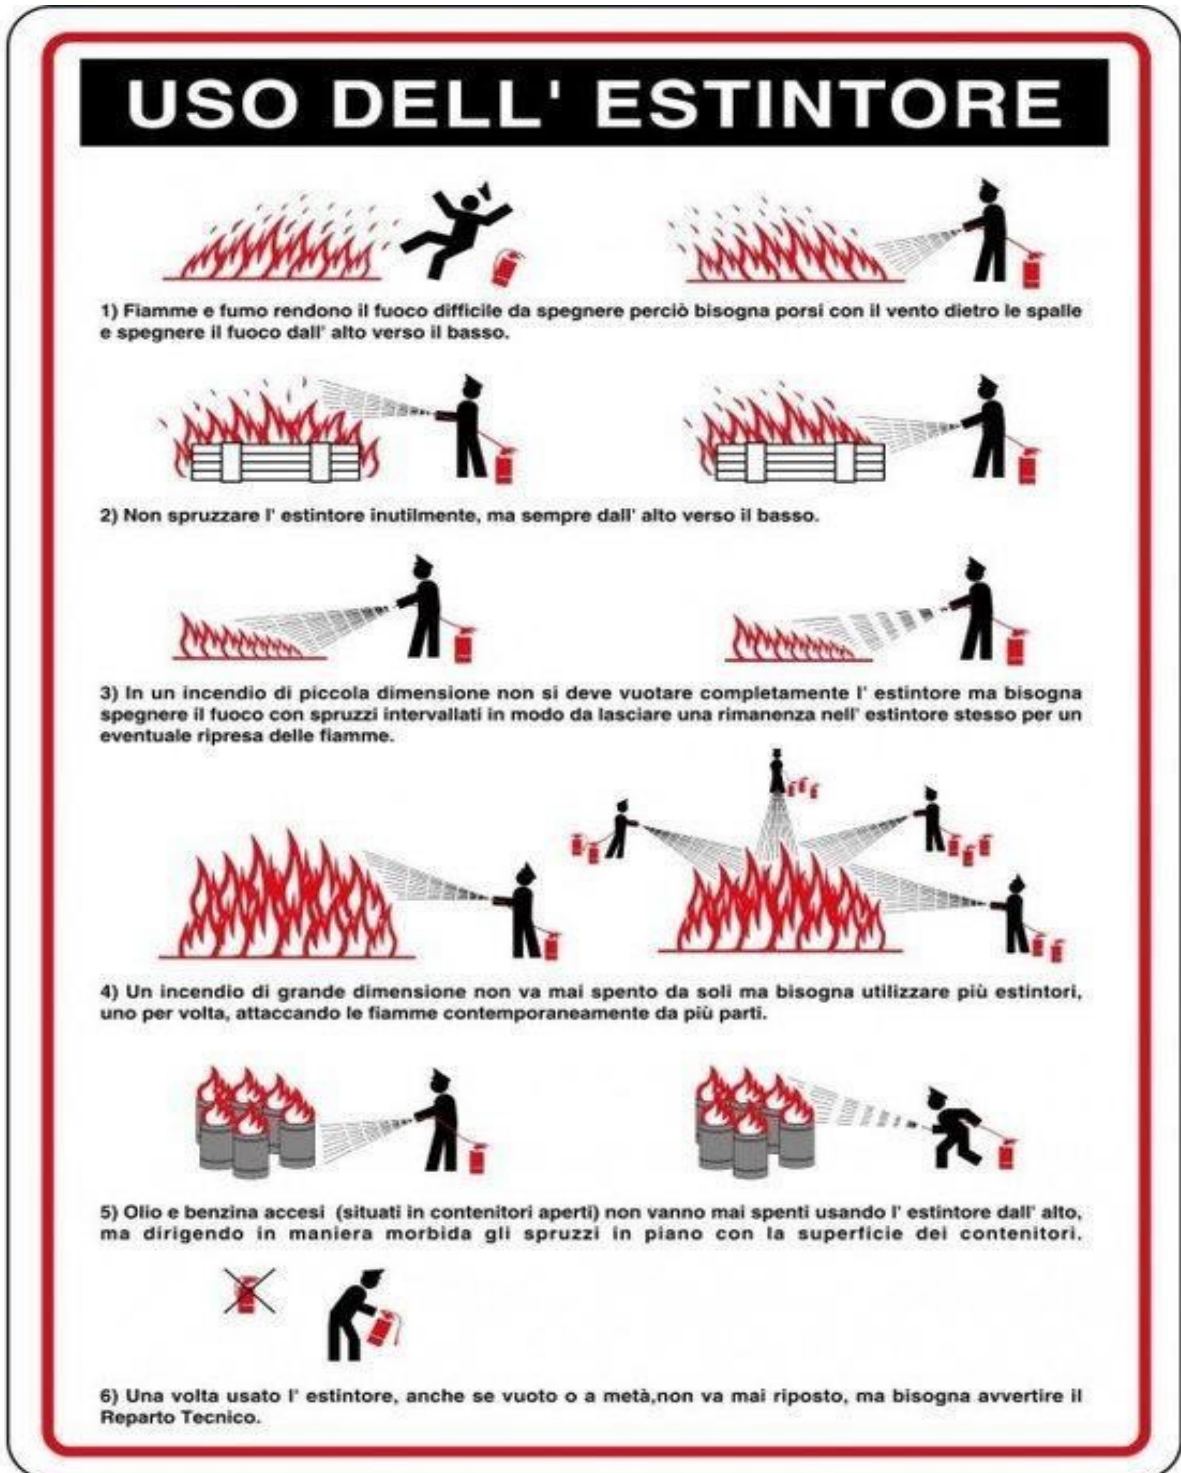 USO DELL' ESTINTORE
1) Fiamme e fumo rendono il fuoco difficile da spegnere perciò bisogna porsi con il vento dietro le spalle
e spegnere il fuoco dall' alto verso il basso.
2) Non spruzzare l' estintore inutilmente, ma sempre dall' alto verso il basso.
3) In un incendio di piccola dimensione non si deve vuotare completamente l' estintore ma bisogna
spegnere il fuoco con spruzzi intervallati in modo da lasciare una rimanenza nell' estintore stesso per un
eventuale ripresa delle fiamme.
4) Un incendio di grande dimensione non va mai spento da soli ma bisogna utilizzare più estintori,
uno per volta, attaccando le fiamme contemporaneamente da più parti.
5) Olio e benzina accesi (situati in contenitori aperti) non vanno mai spenti usando l' estintore dall' alto,
ma dirigendo in maniera morbida gli spruzzi in piano con la superficie dei contenitori.
6) Una volta usato l' estintore, anche se vuoto o a metà,non va mai riposto, ma bisogna avvertire il
Reparto Tecnico.